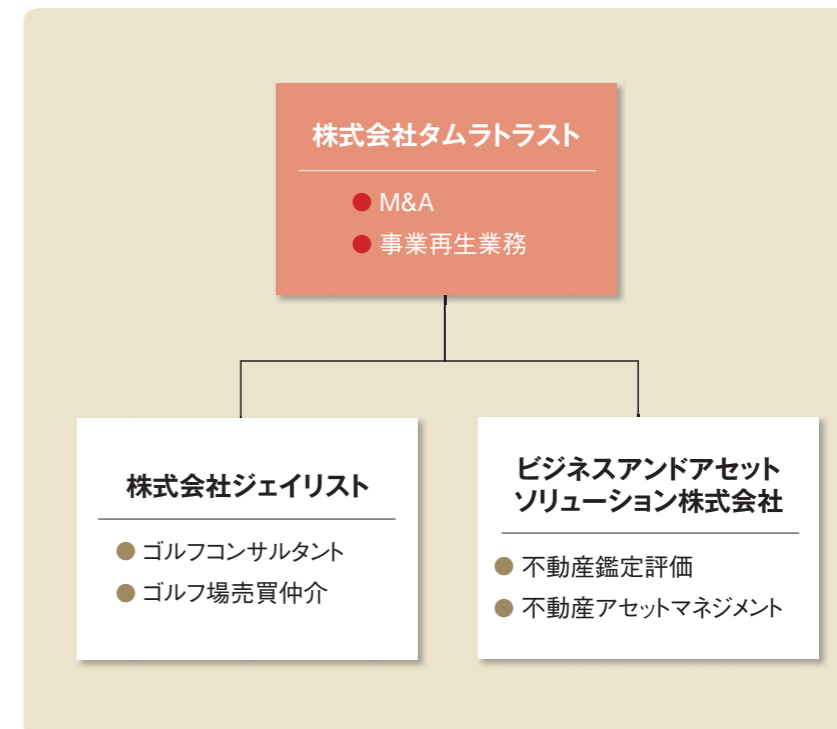 株式会社タムラトラスト
● M&A
● 事業再生業務
株式会社ジェイリスト
● ゴルフコンサルタント
● ゴルフ場売買仲介
ビジネスアンドアセット
ソリューション株式会社
● 不動産鑑定評価
● 不動産アセットマネジメント